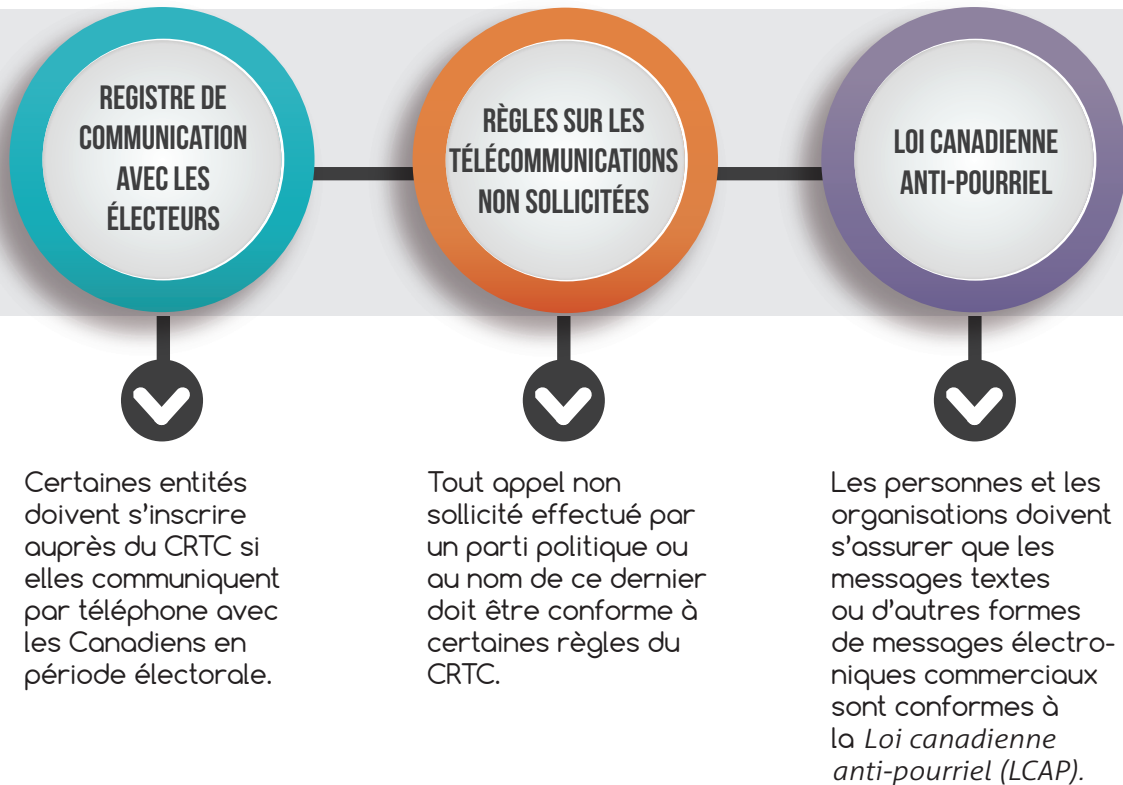 REGISTRE DE
COMMUNICATION
AVEC LES
ÉLECTEURS
RÈGLES SUR LES
TÉLÉCOMMUNICATIONS
NON SOLLICITÉES
LOI CANADIENNE
ANTI-POURRIEL
Certaines entités
doivent s'inscrire
auprès du CRTC si
elles communiquent
par téléphone avec
les Canadiens en
période électorale.
Tout appel non
sollicité effectué par
un parti politique ou
au nom de ce dernier
doit être conforme à
certaines règles du
CRTC.
Les personnes et les
organisations doivent
s'assurer que les
messages textes
ou d'autres formes
de messages électro-
niques commerciaux
sont conformes à
la Loi canadienne
anti-pourriel (LCAP).